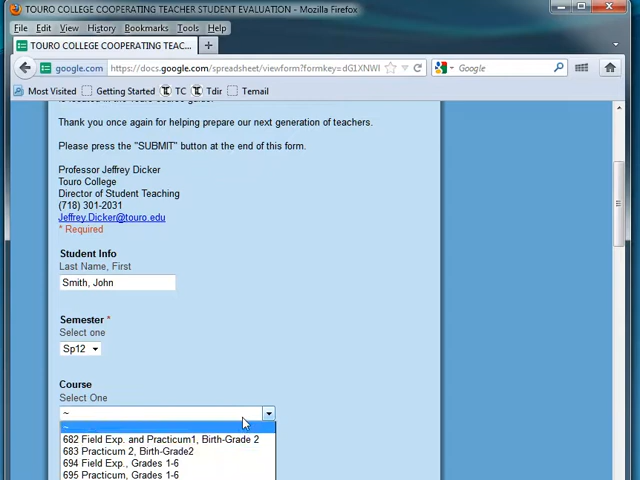 TOURO COLLEGE COOPERATING TEACHER STUDENT EVALUATION - Mozilla Firefox
File Edit View History Bookmarks Tools Help
TOURO COLLEGE COOPERATING TEAC...
google.com https://docs.google.com/spreadsheet/viewform?formkey=dG1XNWl
Google
Most Visited Getting Started TC Tdir Temail
Thank you once again for helping prepare our next generation of teachers.
Please press the "SUBMIT" button at the end of this form.
Professor Jeffrey Dicker
Touro College
Director of Student Teaching
(718) 301-2031
Jeffrey.Dicker@touro.edu
* Required
Student Info
Last Name, First
Smith, John
Semester *
Select one
Sp12
Course
Select One
~
~
682 Field Exp. and Practicum1, Birth-Grade 2
683 Practicum 2, Birth-Grade2
694 Field Exp., Grades 1-6
695 Practicum, Grades 1-6